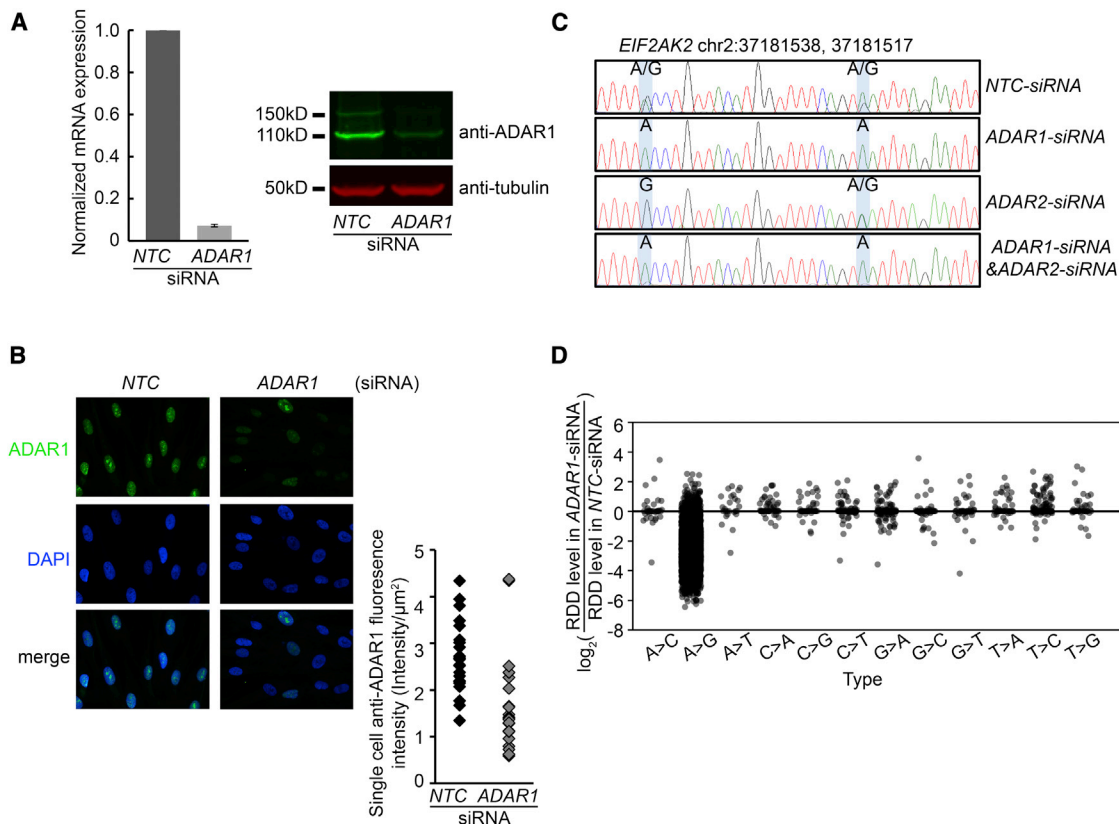 A
Normalized mRNA expression
1.0
0.8
0.6
0.4
0.2
0
NTC ADAR1
siRNA
150kD
110kD
anti-ADAR1
50kD
anti-tubulin
NTC ADAR1
siRNA
C
EIF2AK2 chr2:37181538, 37181517
A/G A/G
NTC-siRNA
A A
ADAR1-siRNA
G A/G
ADAR2-siRNA
A A
ADAR1-siRNA
&ADAR2-siRNA
B
NTC ADAR1 (siRNA)
ADAR1
DAPI
merge
Single cell anti-ADAR1 fluoresence
intensity (Intensity/µm²)
5
4
3
2
1
0
NTC ADAR1
siRNA
D
log₂(RDD level in ADAR1-siRNA
RDD level in NTC-siRNA)
6
4
2
0
-2
-4
-6
-8
A>C A>G A>T C>A C>G C>T G>A G>C G>T T>A T>C T>G
Type